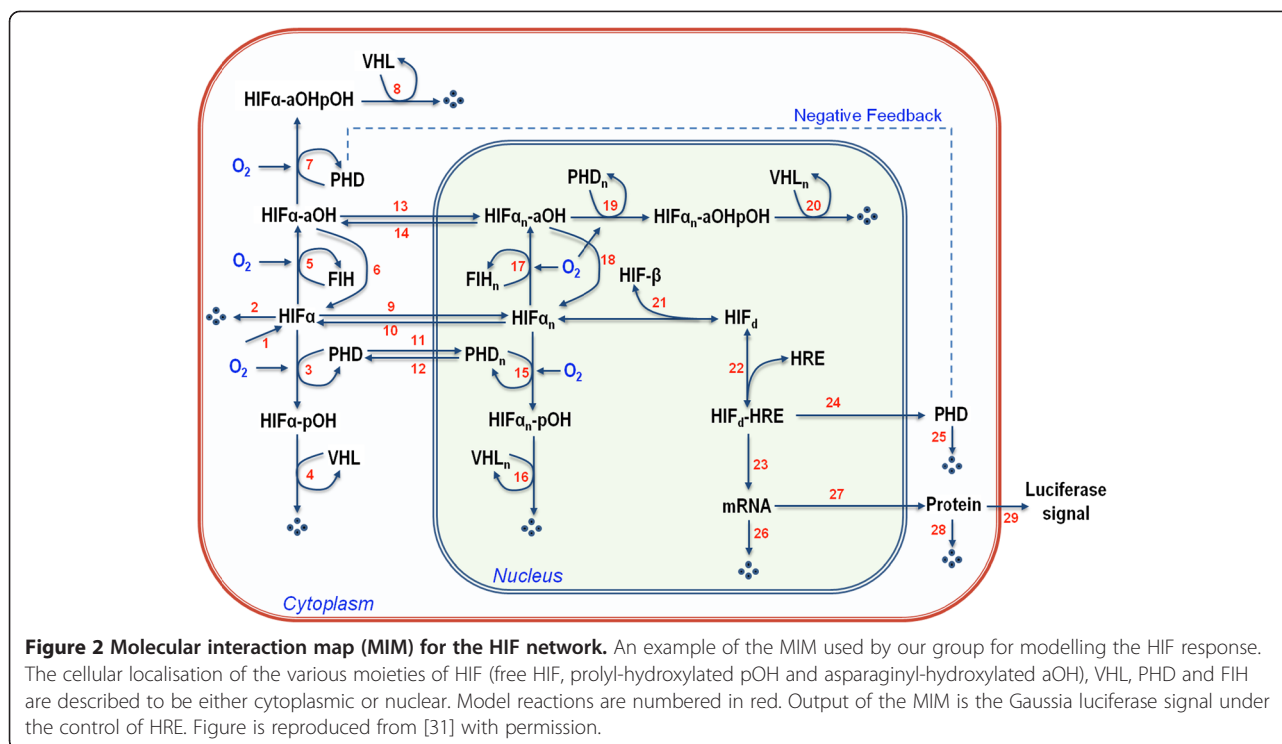 VHL
8
HIFα-aOHpOH
Negative Feedback
O2
7
PHD
PHDn
VHLn
19
20
HIFα-aOH
13
HIFαn-aOH
HIFαn-aOHpOH
14
O2
5
6
FIH
FIHn
17
O2
18
HIF-β
2
HIFα
9
HIFαn
21
HIFd
10
1
O2
3
PHD
11
PHDn
12
15
O2
22
HRE
HIFα-pOH
HIFαn-pOH
HIFd-HRE
24
PHD
25
4
VHL
VHLn
16
23
mRNA
27
Protein
29
Luciferase
signal
26
28
Nucleus
Cytoplasm
Figure 2 Molecular interaction map (MIM) for the HIF network. An example of the MIM used by our group for modelling the HIF response.
The cellular localisation of the various moieties of HIF (free HIF, prolyl-hydroxylated pOH and asparaginyl-hydroxylated aOH), VHL, PHD and FIH
are described to be either cytoplasmic or nuclear. Model reactions are numbered in red. Output of the MIM is the Gaussia luciferase signal under
the control of HRE. Figure is reproduced from [31] with permission.